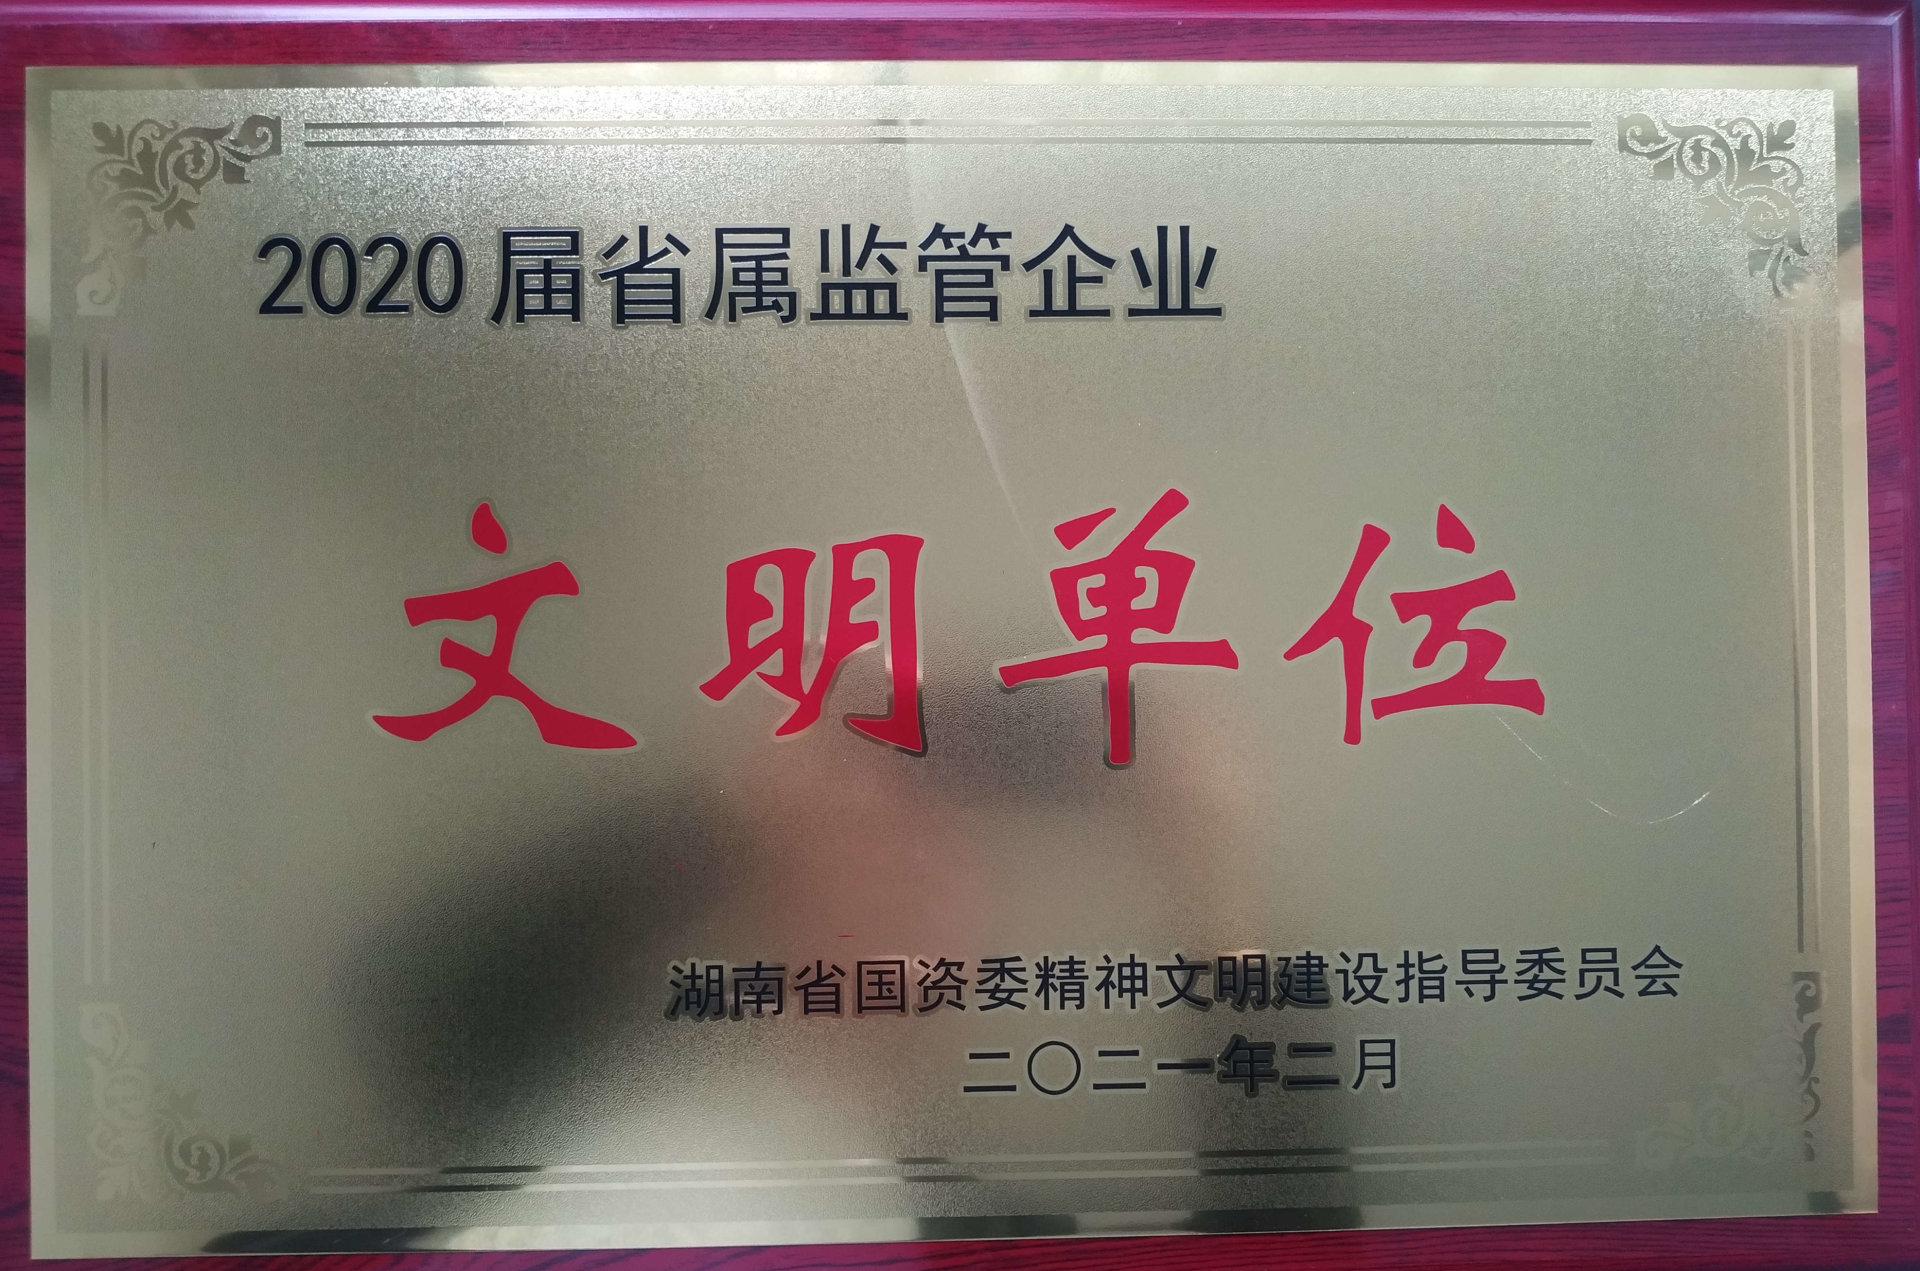 2020届省属监管企业
文明单位
湖南省国资委精神文明建设指导委员会
二〇二一年二月